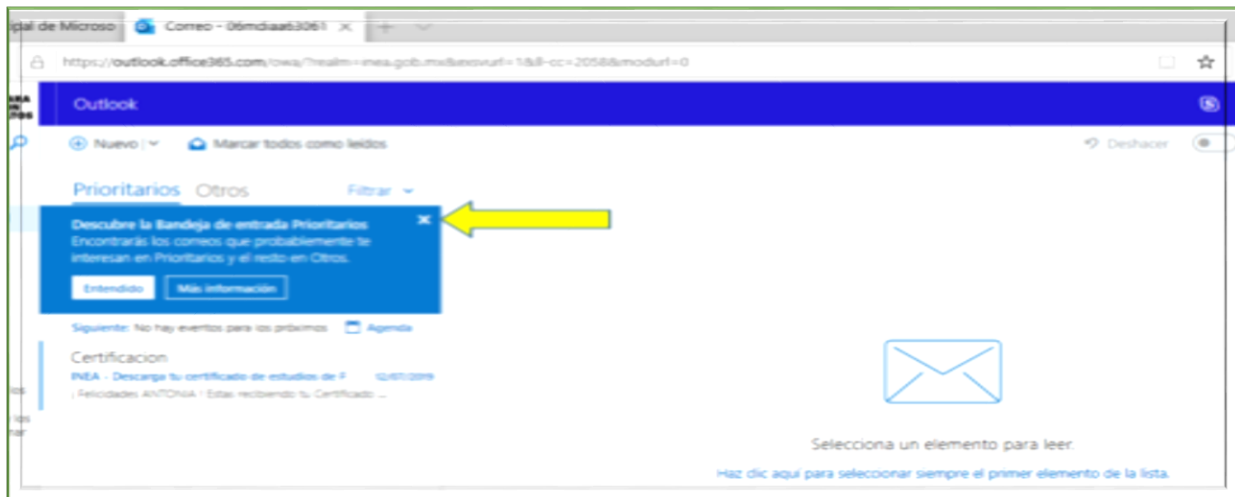 ipal de Microso Correo - 06mdiaa63061
https://outlook.office365.com/owa/?realm=inea.gob.mx&exsvurl=1&ll-cc=2058&modurl=0
Outlook
Nuevo Marcar todos como leídos Deshacer
Prioritarios Otros Filtrar
Descubre la Bandeja de entrada Prioritarios
Encontrarás los correos que probablemente te
interesan en Prioritarios y el resto en Otros.
Entendido Más información
Siguiente: No hay eventos para los próximos Agenda
Certificacion
INEA - Descarga tu certificado de estudios de P 12/07/2019
¡ Felicidades ANTONIA ! Estas recibiendo tu Certificado ...
Selecciona un elemento para leer.
Haz clic aquí para seleccionar siempre el primer elemento de la lista.